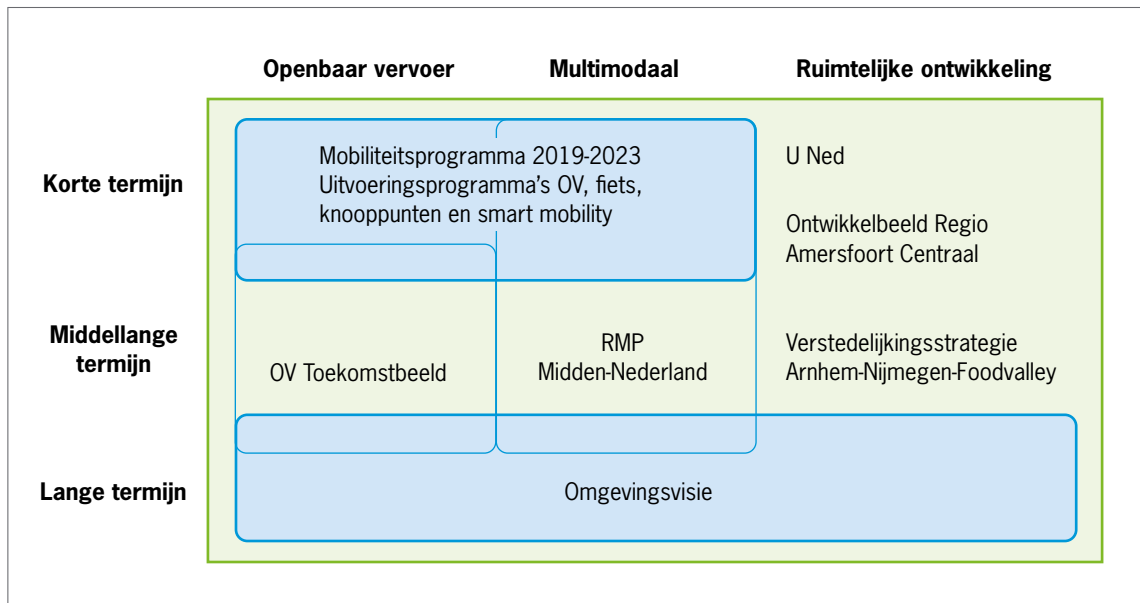 Openbaar vervoer
Multimodaal
Ruimtelijke ontwikkeling
Korte termijn
Mobiliteitsprogramma 2019-2023
Uitvoeringsprogramma's OV, fiets,
knooppunten en smart mobility
U Ned
Ontwikkelbeeld Regio
Amersfoort Centraal
Middellange
termijn
OV Toekomstbeeld
RMP
Midden-Nederland
Verstedelijkingsstrategie
Arnhem-Nijmegen-Foodvalley
Lange termijn
Omgevingsvisie